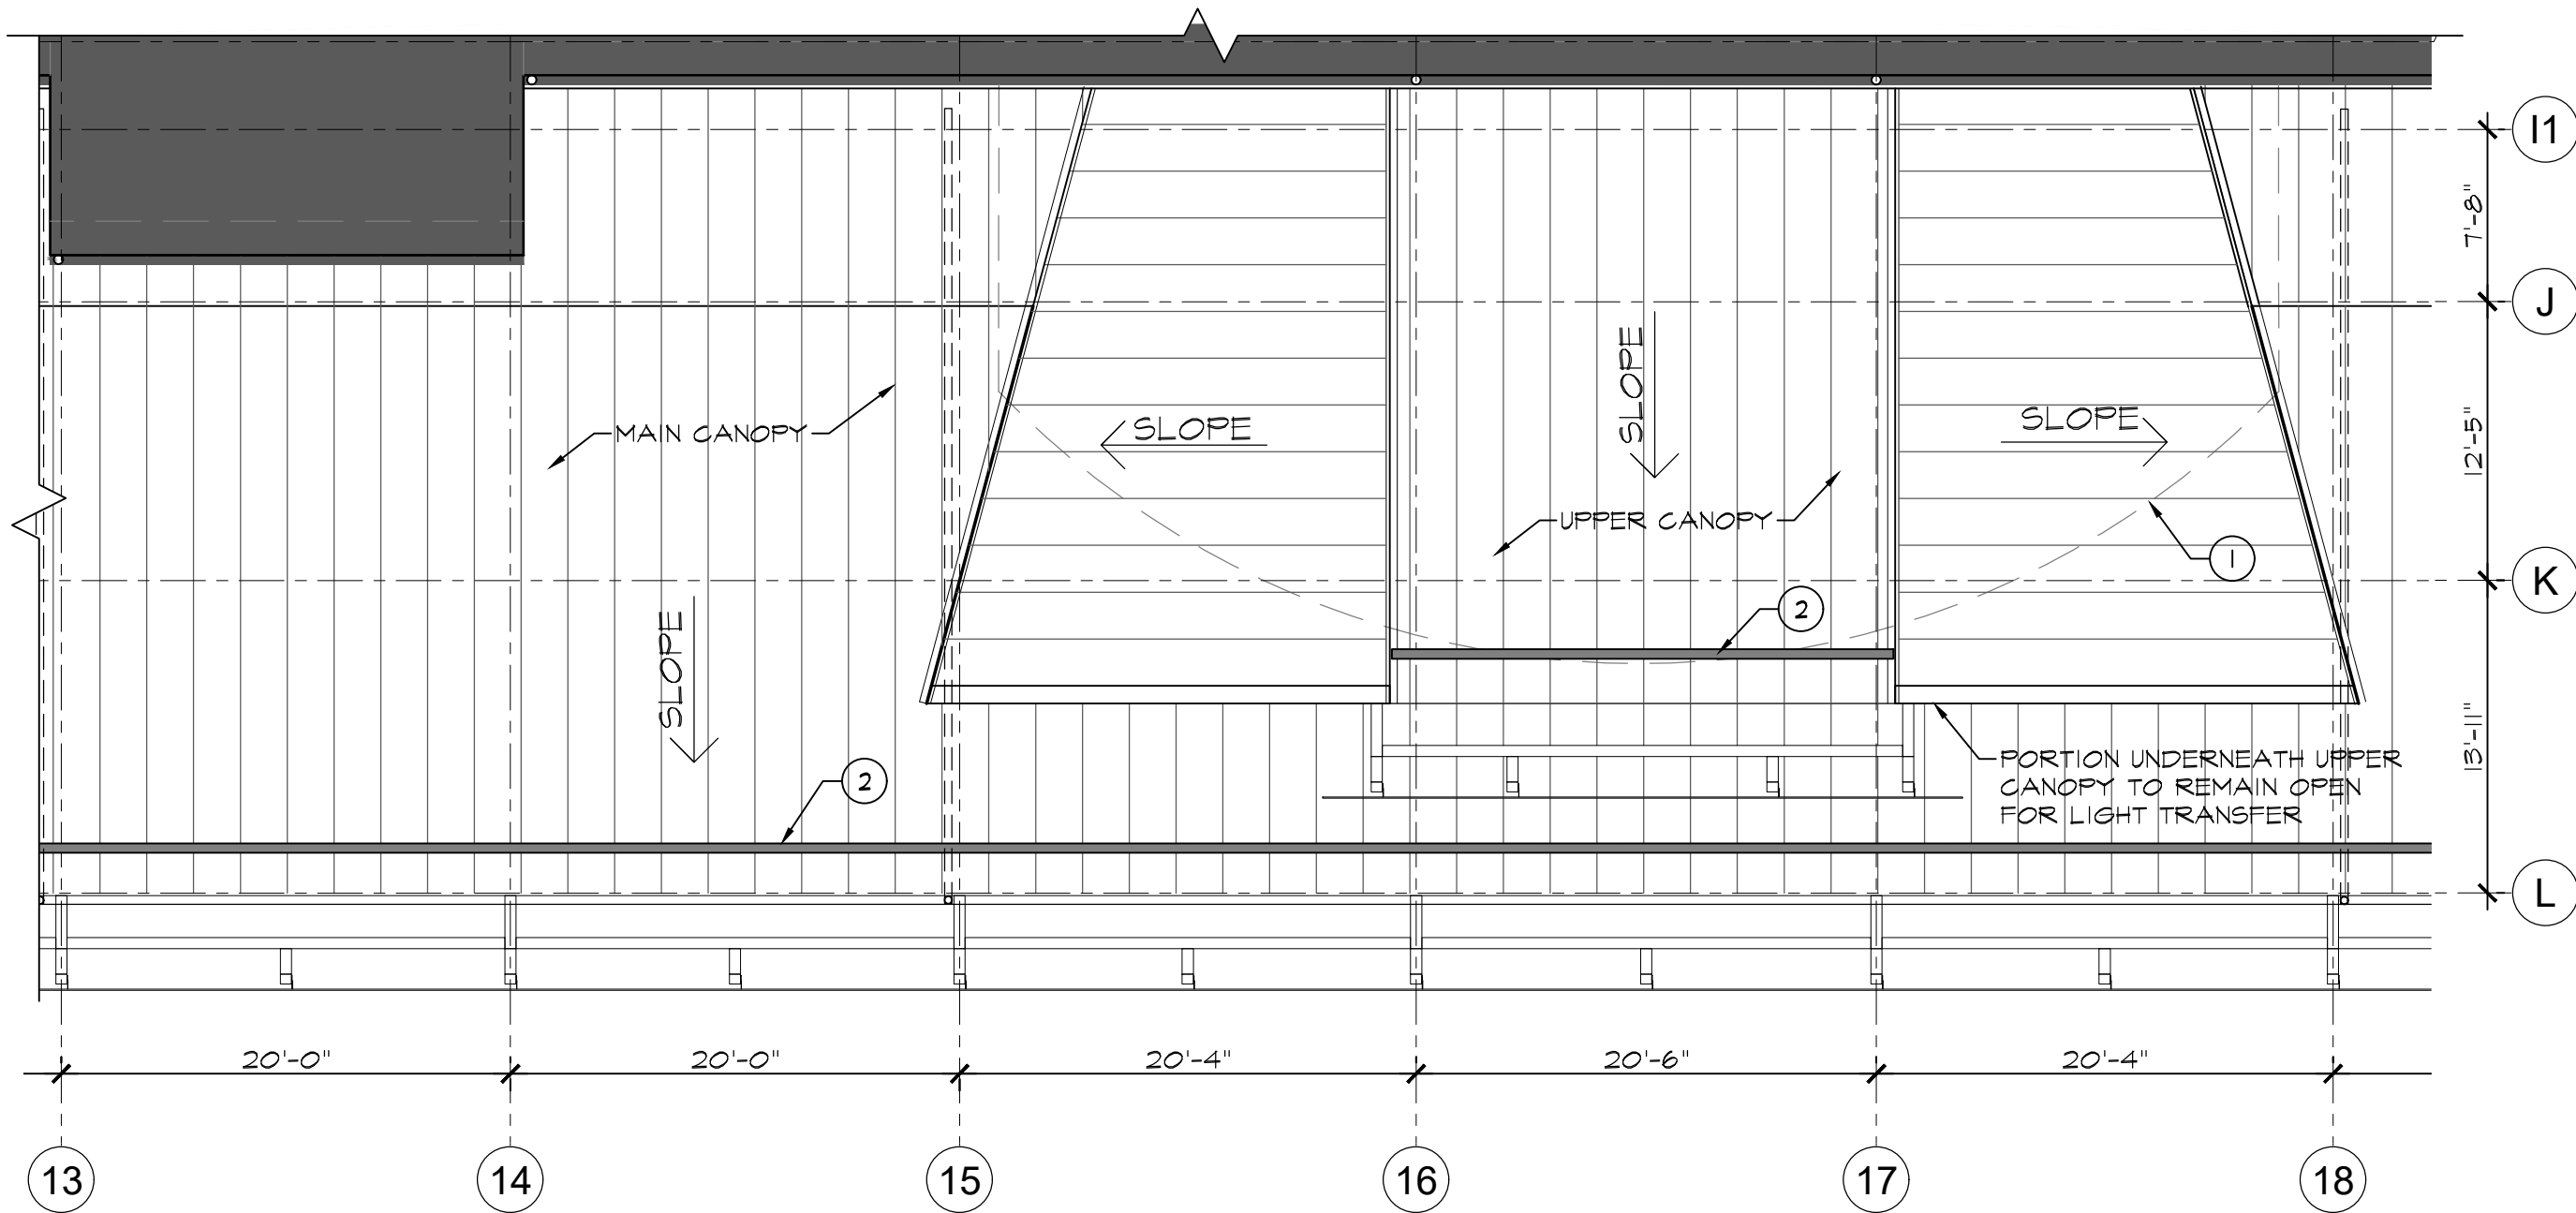 I1
7'-8"
J
SLOPE
MAIN CANOPY
SLOPE
SLOPE
12'-5"
UPPER CANOPY
1
K
2
SLOPE
13'-11"
PORTION UNDERNEATH UPPER
CANOPY TO REMAIN OPEN
FOR LIGHT TRANSFER
2
L
20'-0"
20'-0"
20'-4"
20'-6"
20'-4"
13
14
15
16
17
18